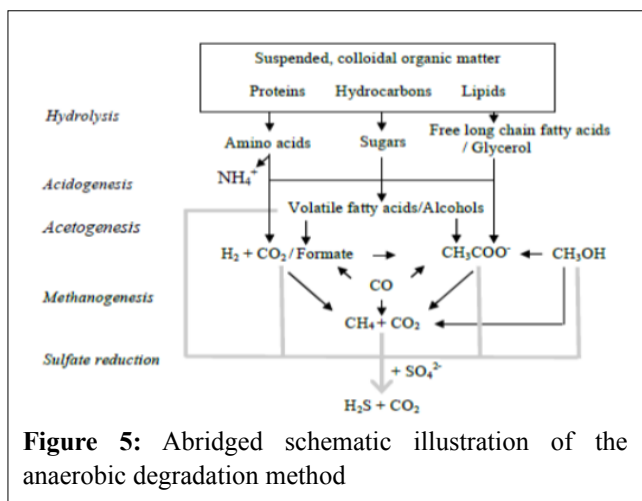 Suspended, colloidal organic matter
Proteins Hydrocarbons Lipids
Hydrolysis
Amino acids Sugars Free long chain fatty acids
/ Glycerol
NH₄⁺
Acidogenesis
Volatile fatty acids/Alcohols
Acetogenesis
H₂ + CO₂/Formate CH₃COO⁻ CH₃OH
CO
Methanogenesis
CH₄ + CO₂
Sulfate reduction
+ SO₄²⁻
H₂S + CO₂
Figure 5: Abridged schematic illustration of the
anaerobic degradation method